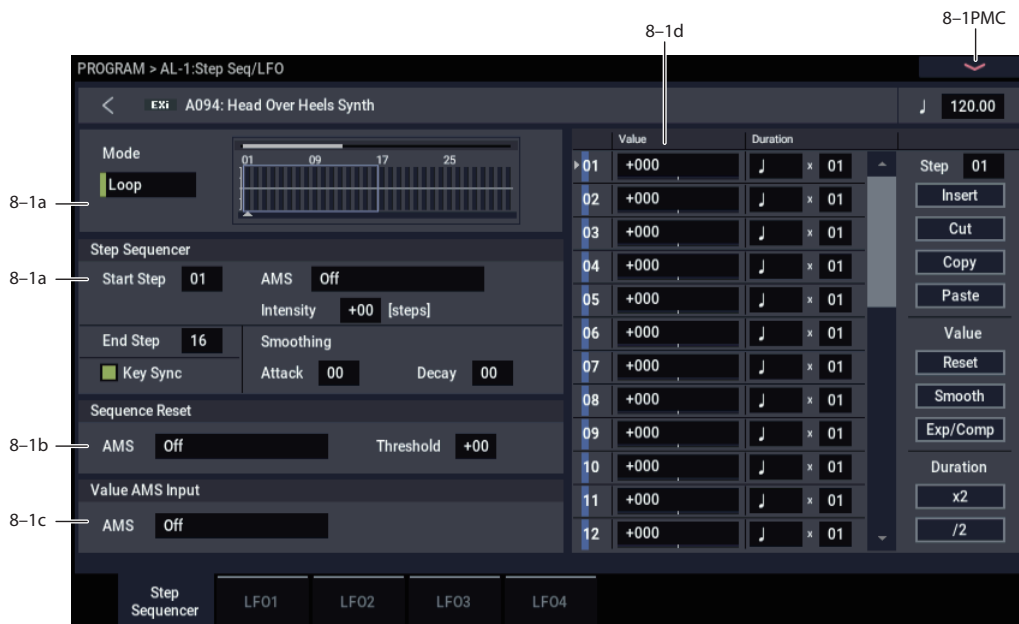 8–1PMC
8–1d
PROGRAM > AL-1:Step Seq/LFO
EXi A094: Head Over Heels Synth
♩ 120.00
Mode
Loop
01 09 17 25
8–1a
Step Sequencer
8–1a
Start Step 01 AMS Off
Intensity +00 [steps]
End Step 16 Smoothing
Key Sync Attack 00 Decay 00
Sequence Reset
8–1b
AMS Off Threshold +00
Value AMS Input
8–1c
AMS Off
Value Duration
01 +000 ♩ x 01
02 +000 ♩ x 01
03 +000 ♩ x 01
04 +000 ♩ x 01
05 +000 ♩ x 01
06 +000 ♩ x 01
07 +000 ♩ x 01
08 +000 ♩ x 01
09 +000 ♩ x 01
10 +000 ♩ x 01
11 +000 ♩ x 01
12 +000 ♩ x 01
Step 01
Insert
Cut
Copy
Paste
Value
Reset
Smooth
Exp/Comp
Duration
x2
/2
Step
Sequencer
LFO1 LFO2 LFO3 LFO4